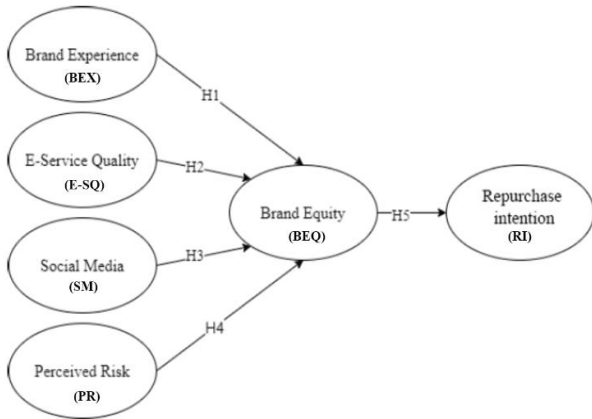 Brand Experience
(BEX)
H1
E-Service Quality
(E-SQ)
H2
Brand Equity
(BEQ)
H5
Repurchase
intention
(RI)
Social Media
(SM)
H3
H4
Perceived Risk
(PR)